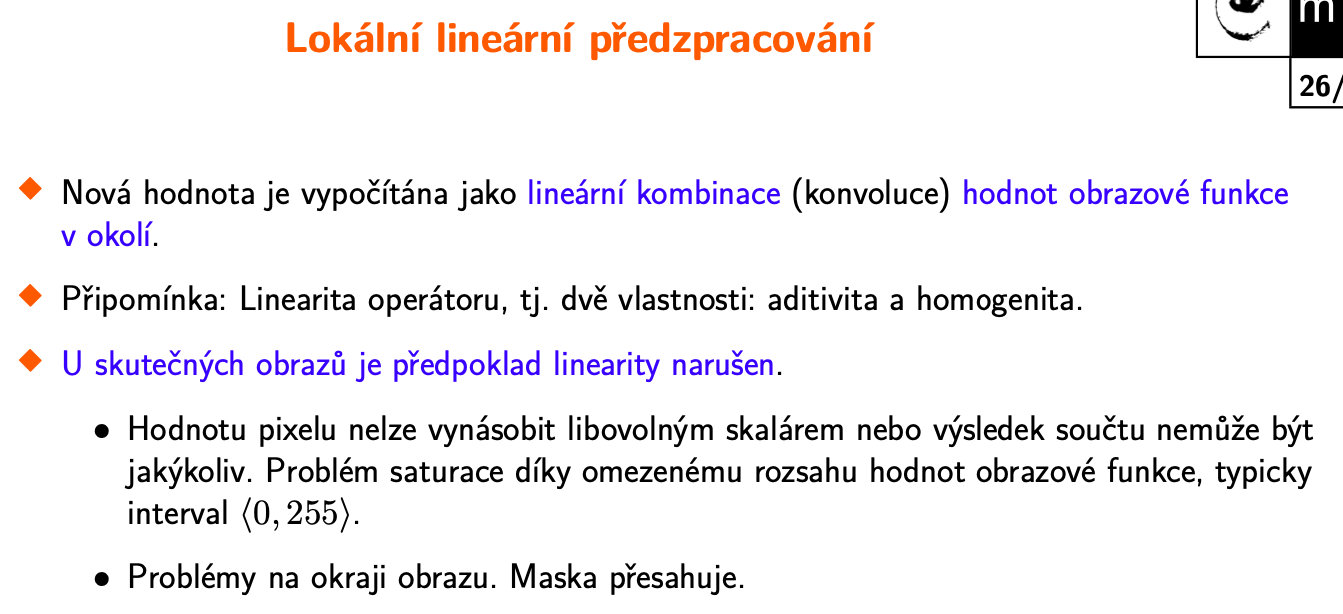 Lokální lineární předzpracování
m
26/
◆ Nová hodnota je vypočítána jako lineární kombinace (konvoluce) hodnot obrazové funkce
v okolí.
◆ Připomínka: Linearita operátoru, tj. dvě vlastnosti: aditivita a homogenita.
◆ U skutečných obrazů je předpoklad linearity narušen.
• Hodnotu pixelu nelze vynásobit libovolným skalárem nebo výsledek součtu nemůže být
jakýkoliv. Problém saturace díky omezenému rozsahu hodnot obrazové funkce, typicky
interval ⟨0, 255⟩.
• Problémy na okraji obrazu. Maska přesahuje.